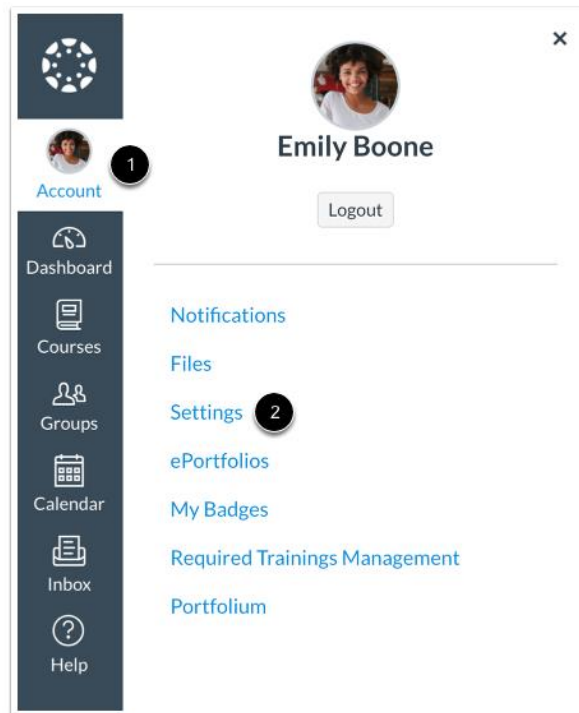 Account
1
Dashboard
Courses
Groups
Calendar
Inbox
Help
×
Emily Boone
Logout
Notifications
Files
Settings 2
ePortfolios
My Badges
Required Trainings Management
Portfolium